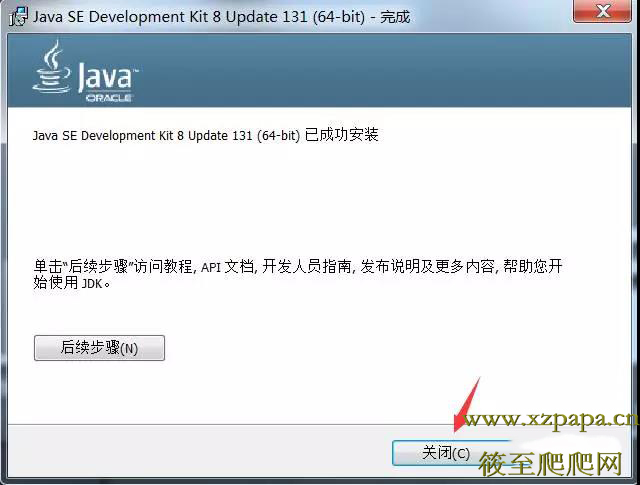 Java SE Development Kit 8 Update 131 (64-bit) - 完成
Java™
ORACLE
Java SE Development Kit 8 Update 131 (64-bit) 已成功安装
单击“后续步骤”访问教程, API 文档, 开发人员指南, 发布说明及更多内容, 帮助您开
始使用 JDK。
后续步骤(N)
www.xzpapa.cn
关闭(C)
筱至爬爬网